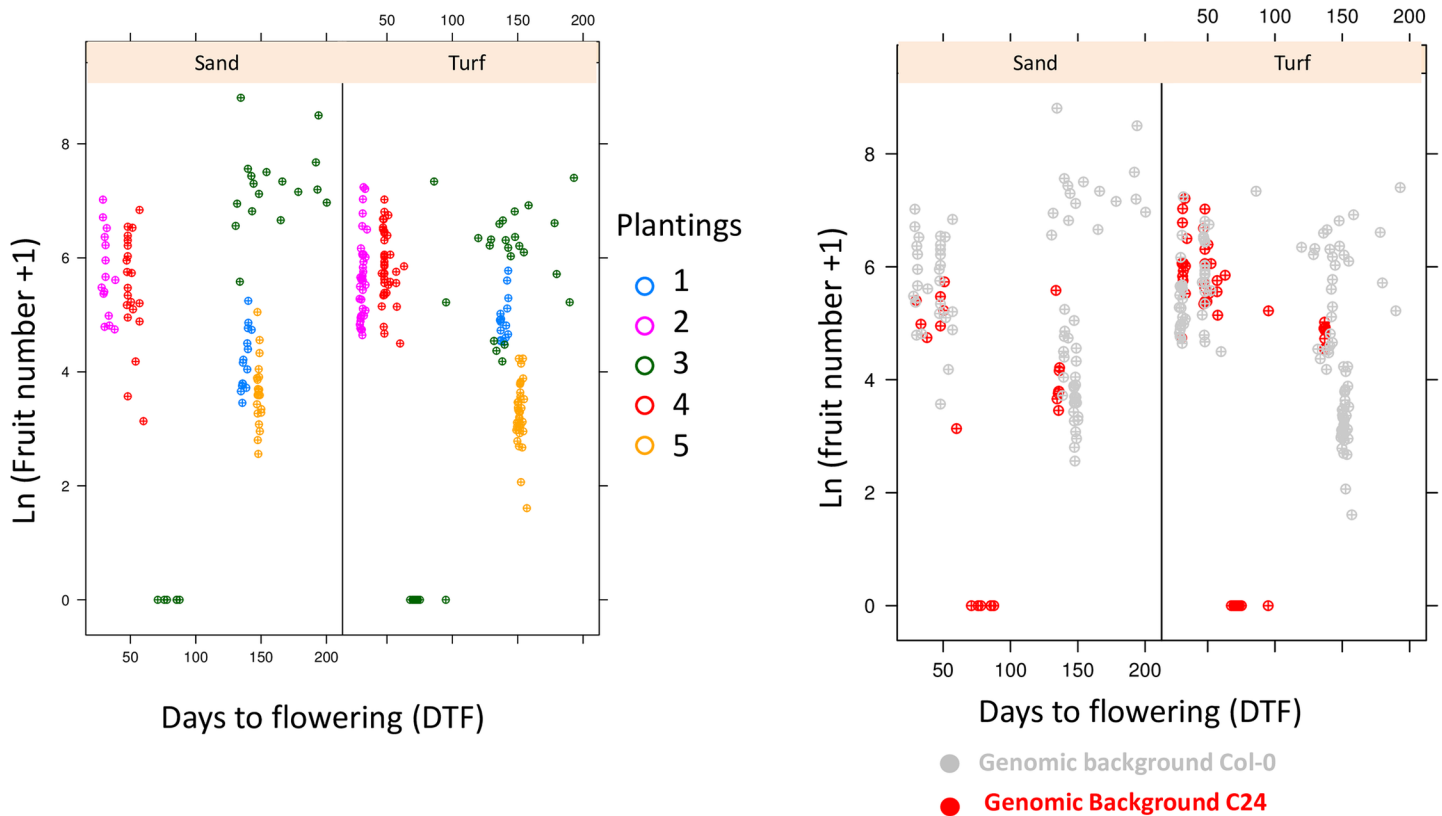 50 100 150 200
Sand Turf
8
6
4
2
0
50 100 150 200
Ln (Fruit number +1)
Days to flowering (DTF)
Plantings
1
2
3
4
5
50 100 150 200
Sand Turf
8
6
4
2
0
50 100 150 200
Ln (fruit number +1)
Days to flowering (DTF)
Genomic background Col-0
Genomic Background C24